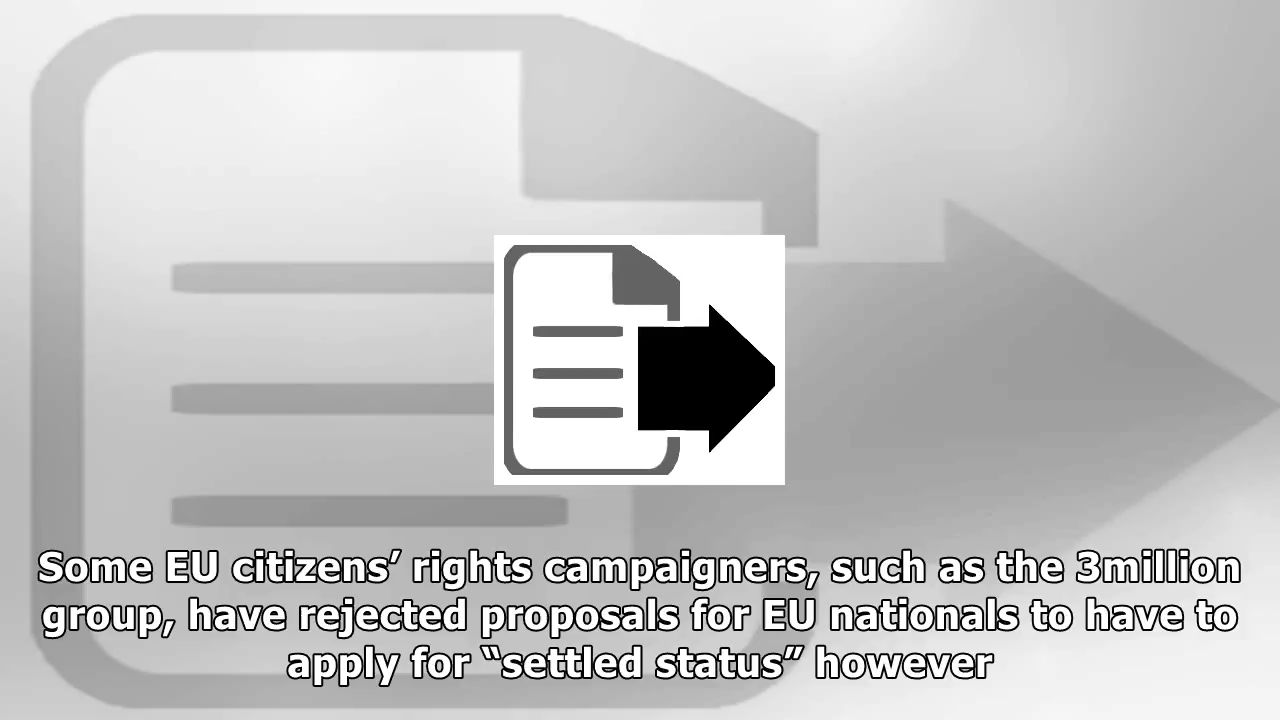 Some EU citizens’ rights campaigners, such as the 3million
group, have rejected proposals for EU nationals to have to
apply for “settled status” however